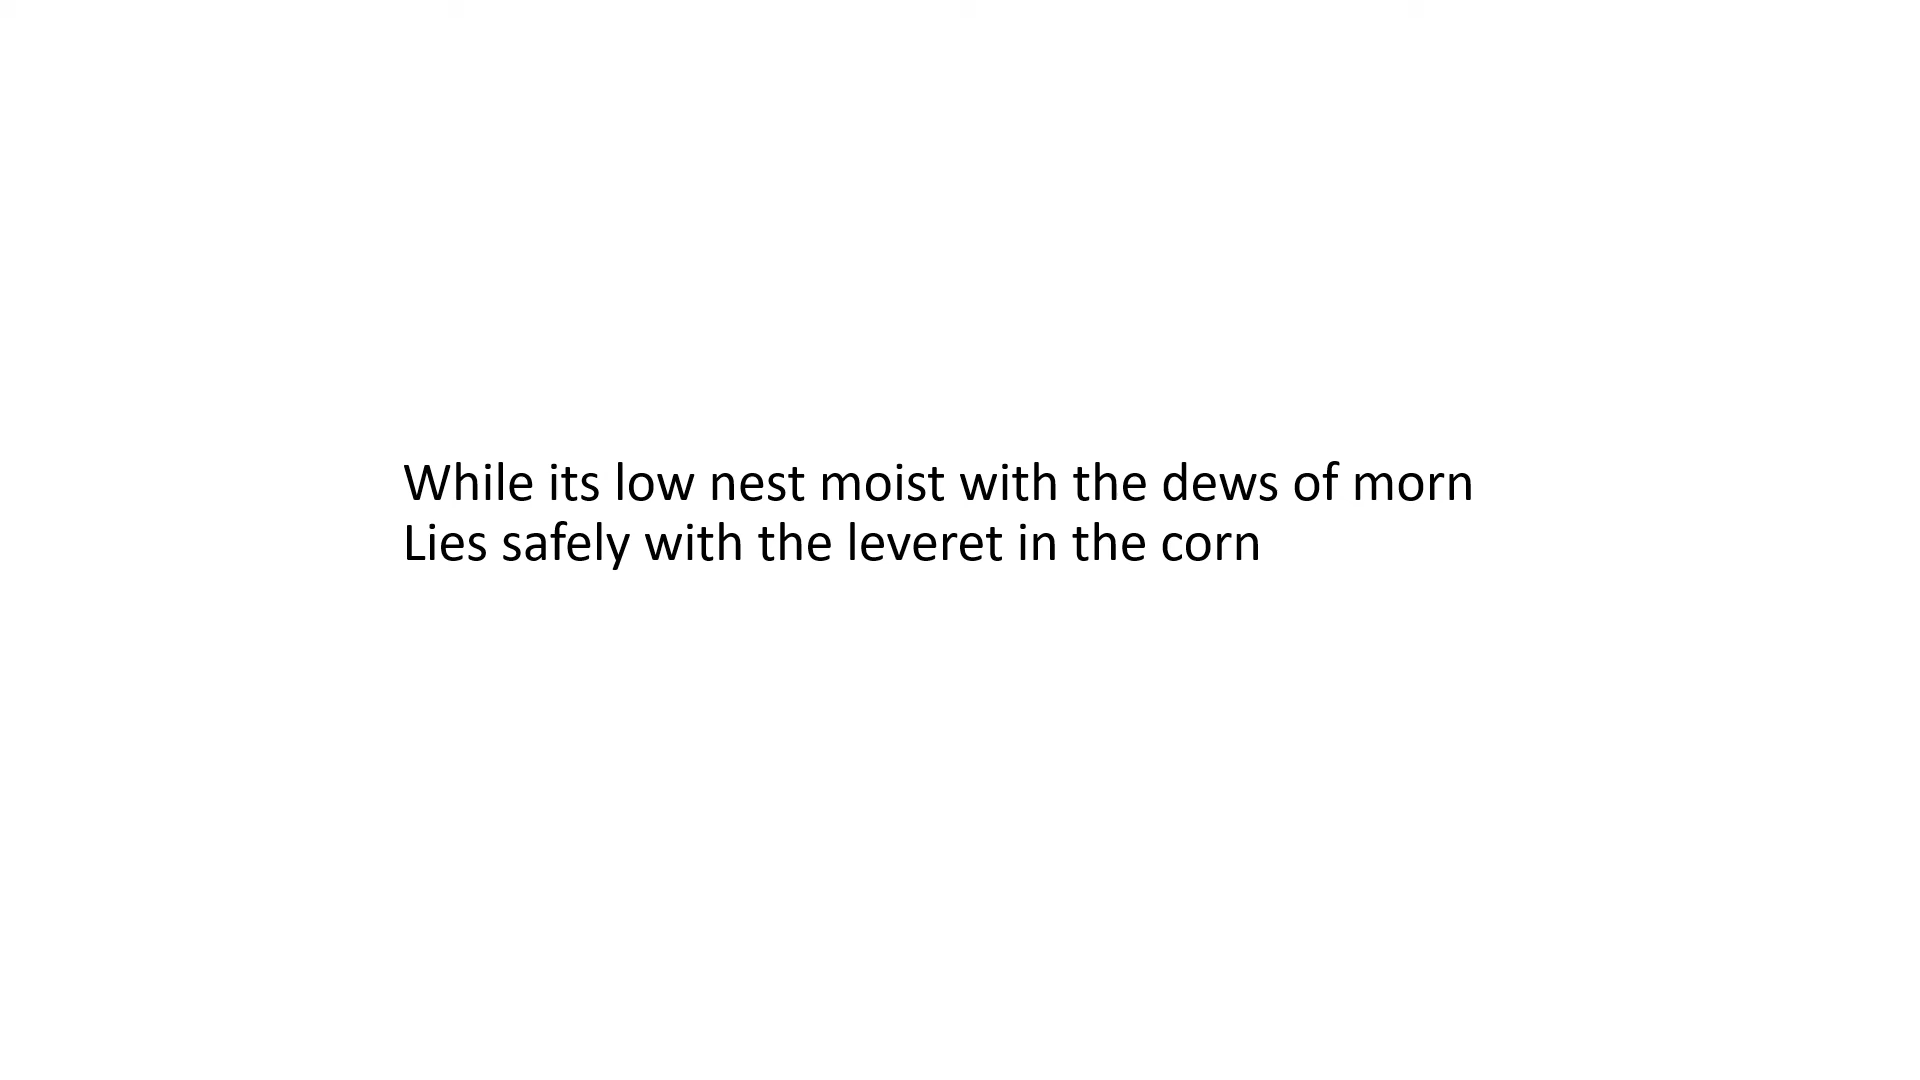 While its low nest moist with the dews of morn
Lies safely with the leveret in the corn